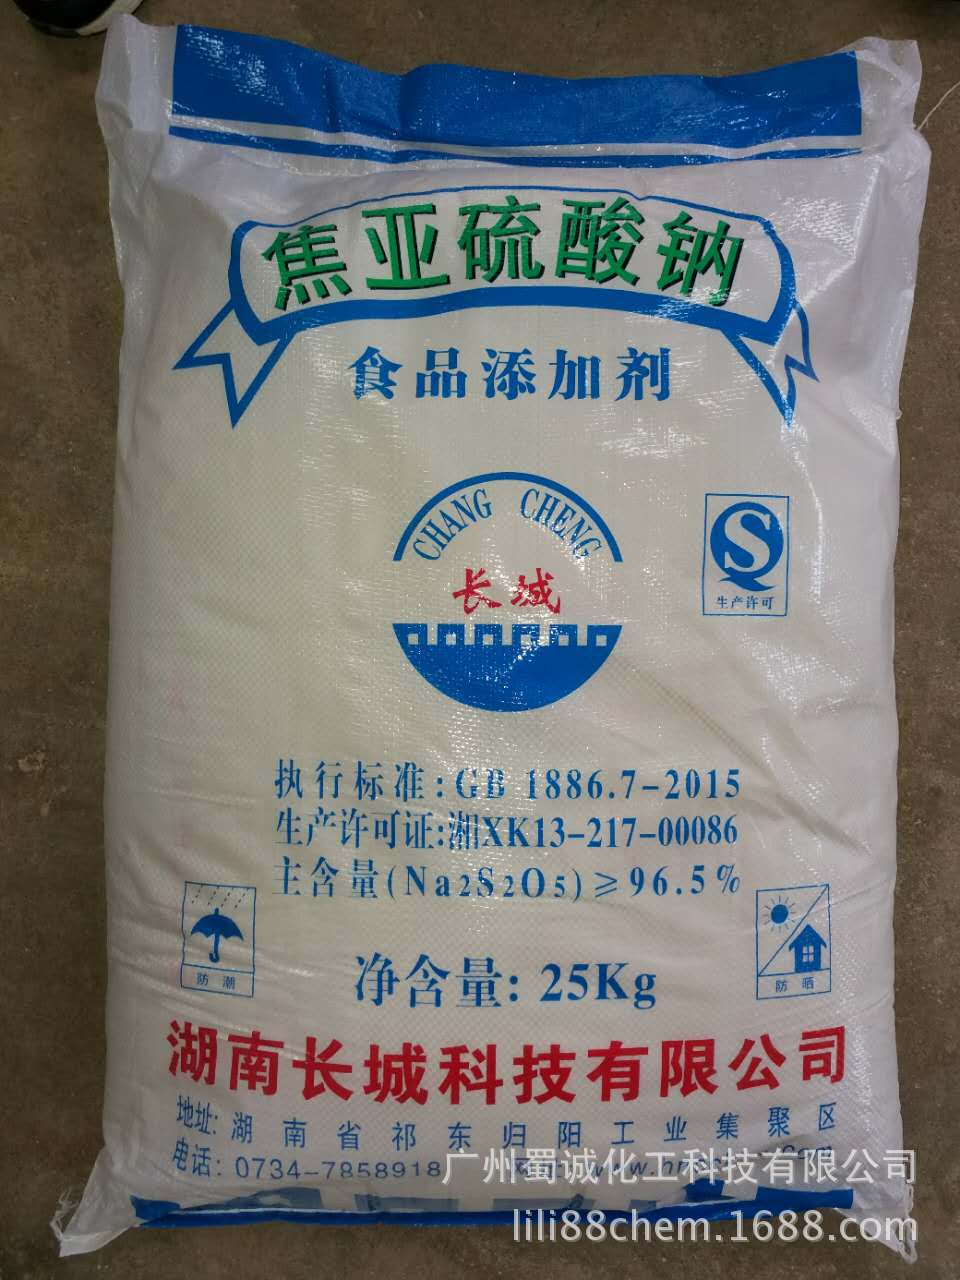 焦亚硫酸钠
食品添加剂
CHANG CHENG
长城
S
生产许可
执行标准:GB 1886.7-2015
生产许可证:湘XK13-217-00086
主含量(Na2S2O5)≥96.5%
防潮
防晒
净含量: 25Kg
湖南长城科技有限公司
地址: 湖南省祁东归阳工业集聚区
电话: 0734-7858918
广州蜀诚化工科技有限公司
lili88chem.1688.com